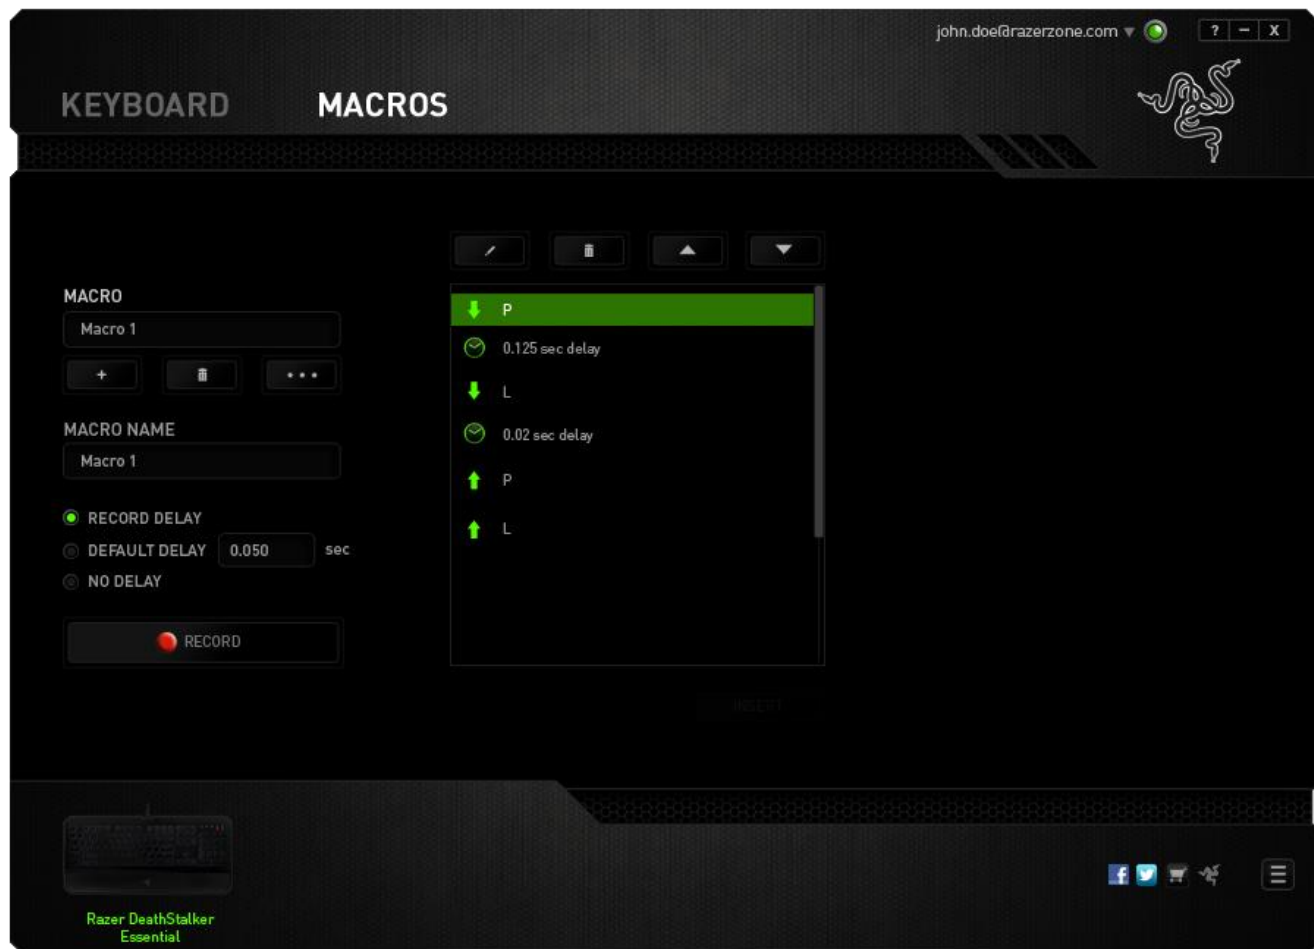 john.doe@razerzone.com
? – X
KEYBOARD MACROS
MACRO
Macro 1
+
MACRO NAME
Macro 1
RECORD DELAY
DEFAULT DELAY 0.050 sec
NO DELAY
RECORD
P
0.125 sec delay
L
0.02 sec delay
P
L
INSERT
Razer DeathStalker
Essential